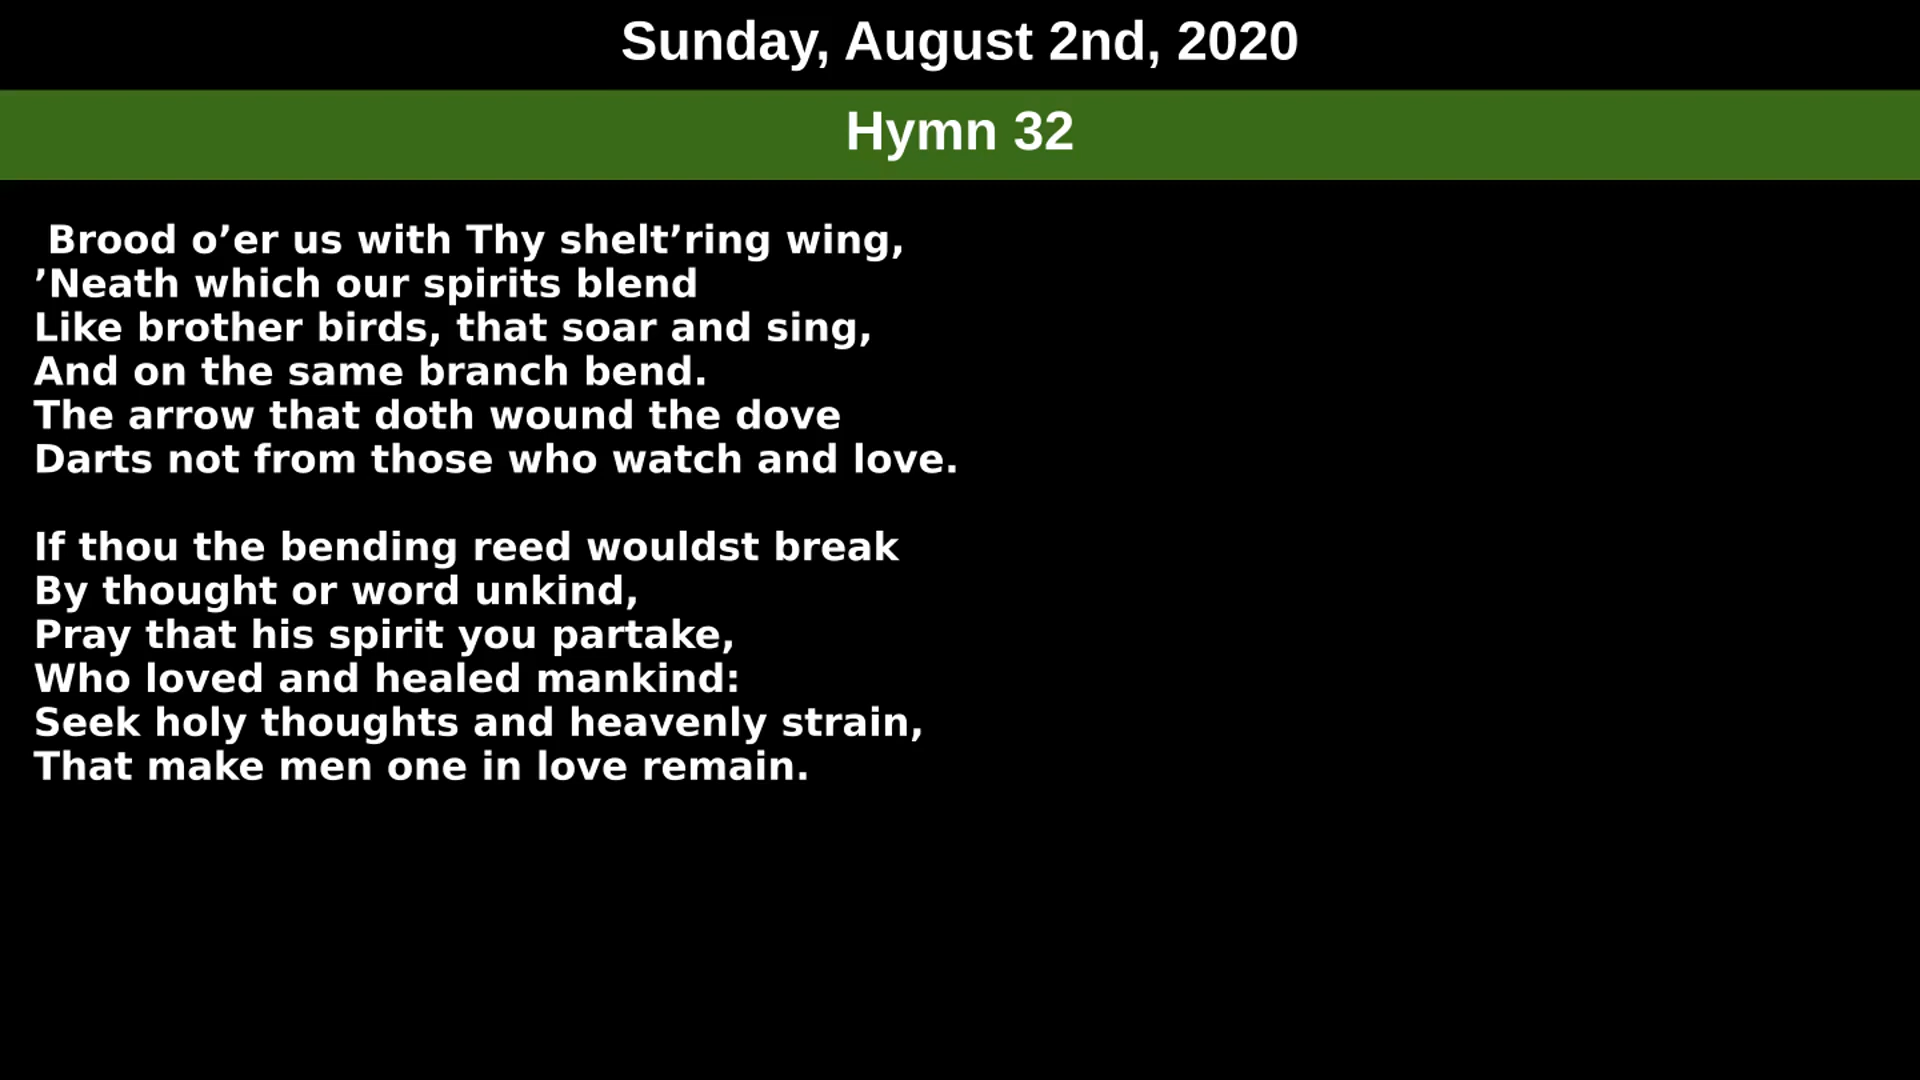 Sunday, August 2nd, 2020
Hymn 32
Brood o’er us with Thy shelt’ring wing,
’Neath which our spirits blend
Like brother birds, that soar and sing,
And on the same branch bend.
The arrow that doth wound the dove
Darts not from those who watch and love.

If thou the bending reed wouldst break
By thought or word unkind,
Pray that his spirit you partake,
Who loved and healed mankind:
Seek holy thoughts and heavenly strain,
That make men one in love remain.